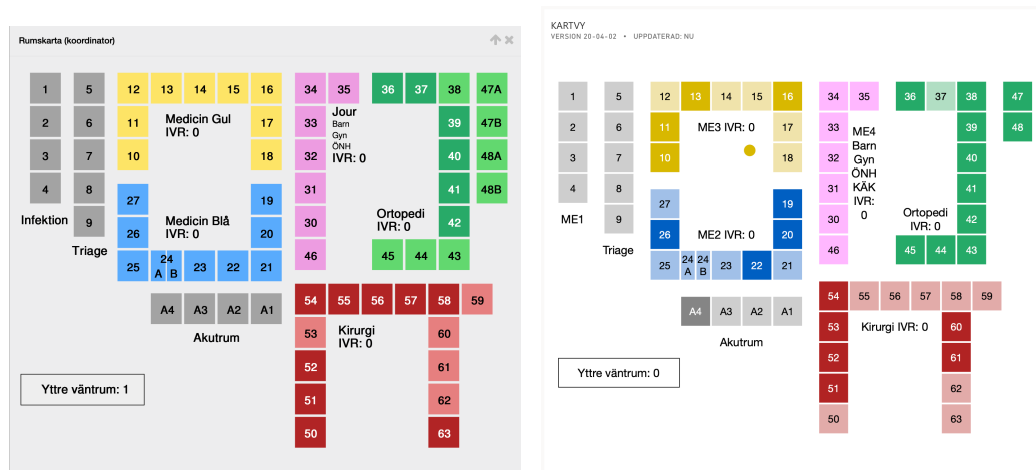 Rumskarta (koordinator)
1 5 12 13 14 15 16 34 35 36 37 38 47A
2 6 11 Medicin Gul 17 33 Jour 39 47B
IVR: 0
Barn
Gyn
ÖNH
3 7 10 18 32 IVR: 0 40 48A
4 8 27 19 31 41 48B
Infektion 9 26 Medicin Blå 20 30 Ortopedi 42
IVR: 0
IVR: 0
Triage 25 24 23 22 21 46 45 44 43
A B
A4 A3 A2 A1 54 55 56 57 58 59
Akutrum 53 Kirurgi 60
IVR: 0
52 61
Yttre väntrum: 1 51 62
50 63
KARTVY
VERSION 20-04-02 • UPPDATERAD: NU
1 5 12 13 14 15 16 34 35 36 37 38 47
2 6 11 ME3 IVR: 0 17 33 ME4 39 48
Barn
3 7 10 18 32 Gyn 40
ÖNH
4 8 27 19 31 KÄK 41
IVR:
0
ME1 9 26 ME2 IVR: 0 20 30 Ortopedi 42
IVR: 0
Triage 25 24 24 23 22 21 46 45 44 43
A B
A4 A3 A2 A1 54 55 56 57 58 59
Akutrum 53 Kirurgi IVR: 0 60
52 61
Yttre väntrum: 0 51 62
50 63